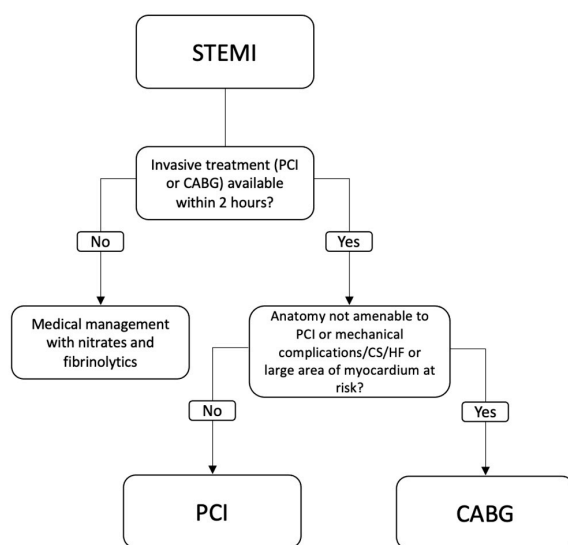 STEMI
Invasive treatment (PCI
or CABG) available
within 2 hours?
No
Yes
Medical management
with nitrates and
fibrinolytics
Anatomy not amenable to
PCI or mechanical
complications/CS/HF or
large area of myocardium at
risk?
No
Yes
PCI
CABG